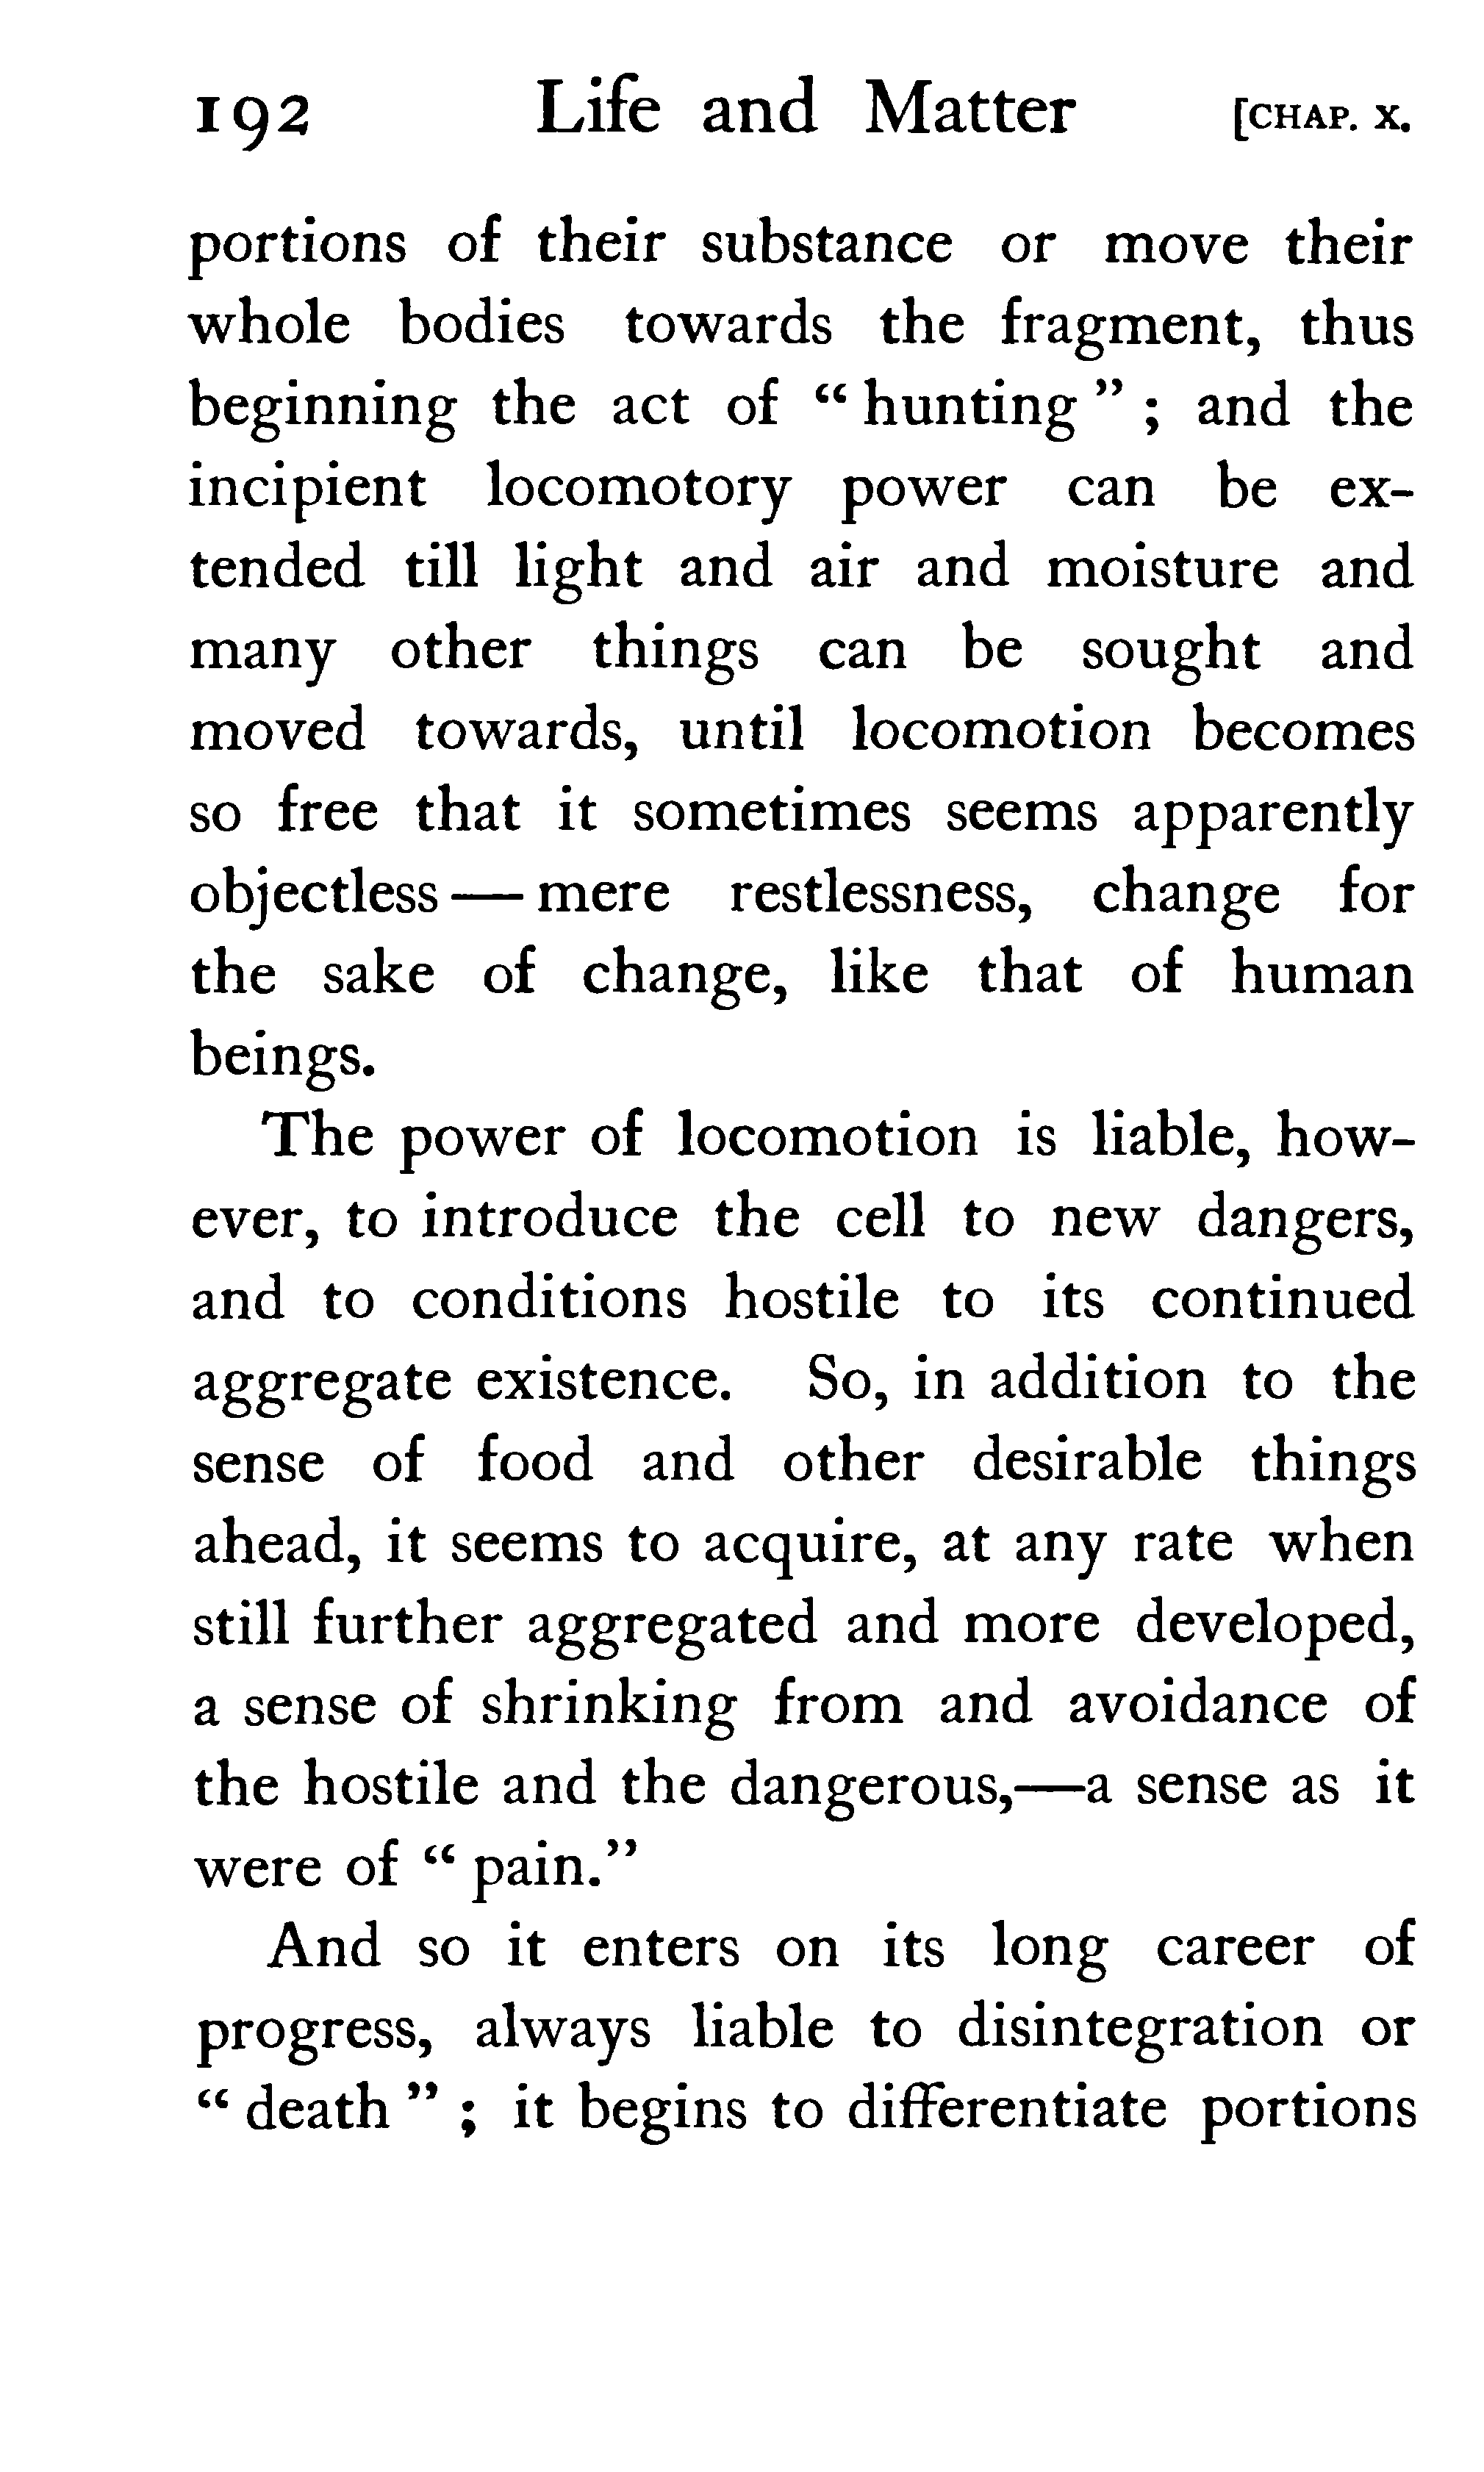 192 Life and Matter [CHAP. X.
portions of their substance or move their
whole bodies towards the fragment, thus
beginning the act of “ hunting ” ; and the
incipient locomotory power can be ex-
tended till light and air and moisture and
many other things can be sought and
moved towards, until locomotion becomes
so free that it sometimes seems apparently
objectless — mere restlessness, change for
the sake of change, like that of human
beings.
The power of locomotion is liable, how-
ever, to introduce the cell to new dangers,
and to conditions hostile to its continued
aggregate existence. So, in addition to the
sense of food and other desirable things
ahead, it seems to acquire, at any rate when
still further aggregated and more developed,
a sense of shrinking from and avoidance of
the hostile and the dangerous,—a sense as it
were of “ pain.”
And so it enters on its long career of
progress, always liable to disintegration or
“ death ” ; it begins to differentiate portions